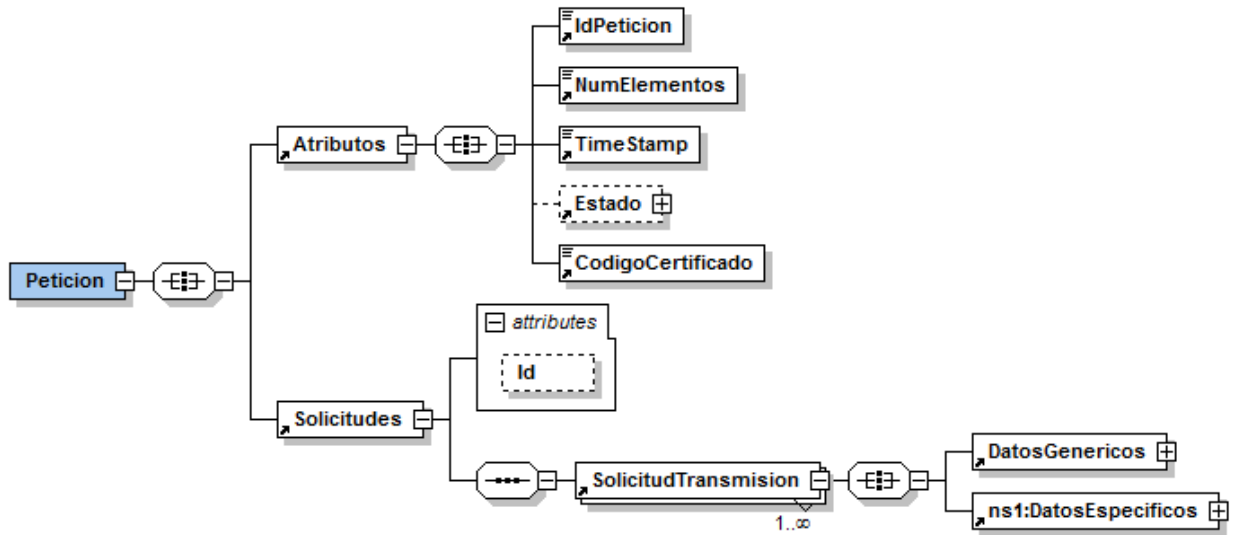 IdPeticion
NumElementos
Atributos
TimeStamp
Estado
Peticion
CodigoCertificado
attributes
Id
Solicitudes
DatosGenericos
SolicitudTransmision
1..∞
ns1:DatosEspecificos